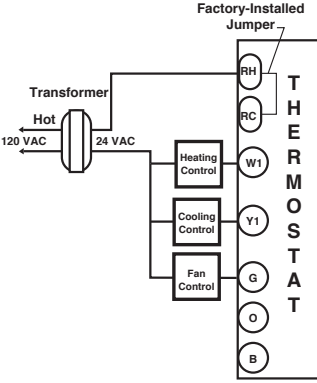 Factory-Installed
Jumper
Transformer
Hot
120 VAC
24 VAC
RH
RC
Heating
Control
W1
Cooling
Control
Y1
Fan
Control
G
O
B
THERMOSTAT